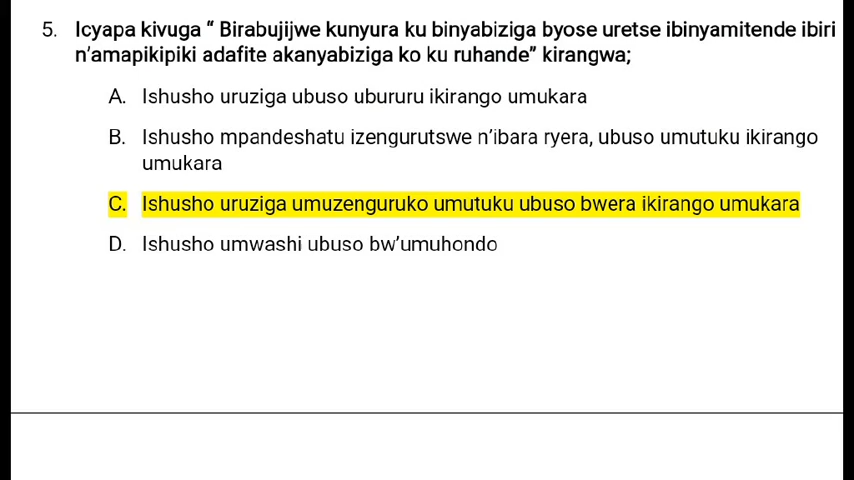 5. Icyapa kivuga “ Birabujijwe kunyura ku binyabiziga byose uretse ibinyamitende ibiri
n’amapikipiki adafite akanyabiziga ko ku ruhande” kirangwa;
A. Ishusho uruziga ubuso ubururu ikirango umukara
B. Ishusho mpandeshatu izengurutswe n’ibara ryera, ubuso umutuku ikirango
umukara
C. Ishusho uruziga umuzenguruko umutuku ubuso bwera ikirango umukara
D. Ishusho umwashi ubuso bw’umuhondo